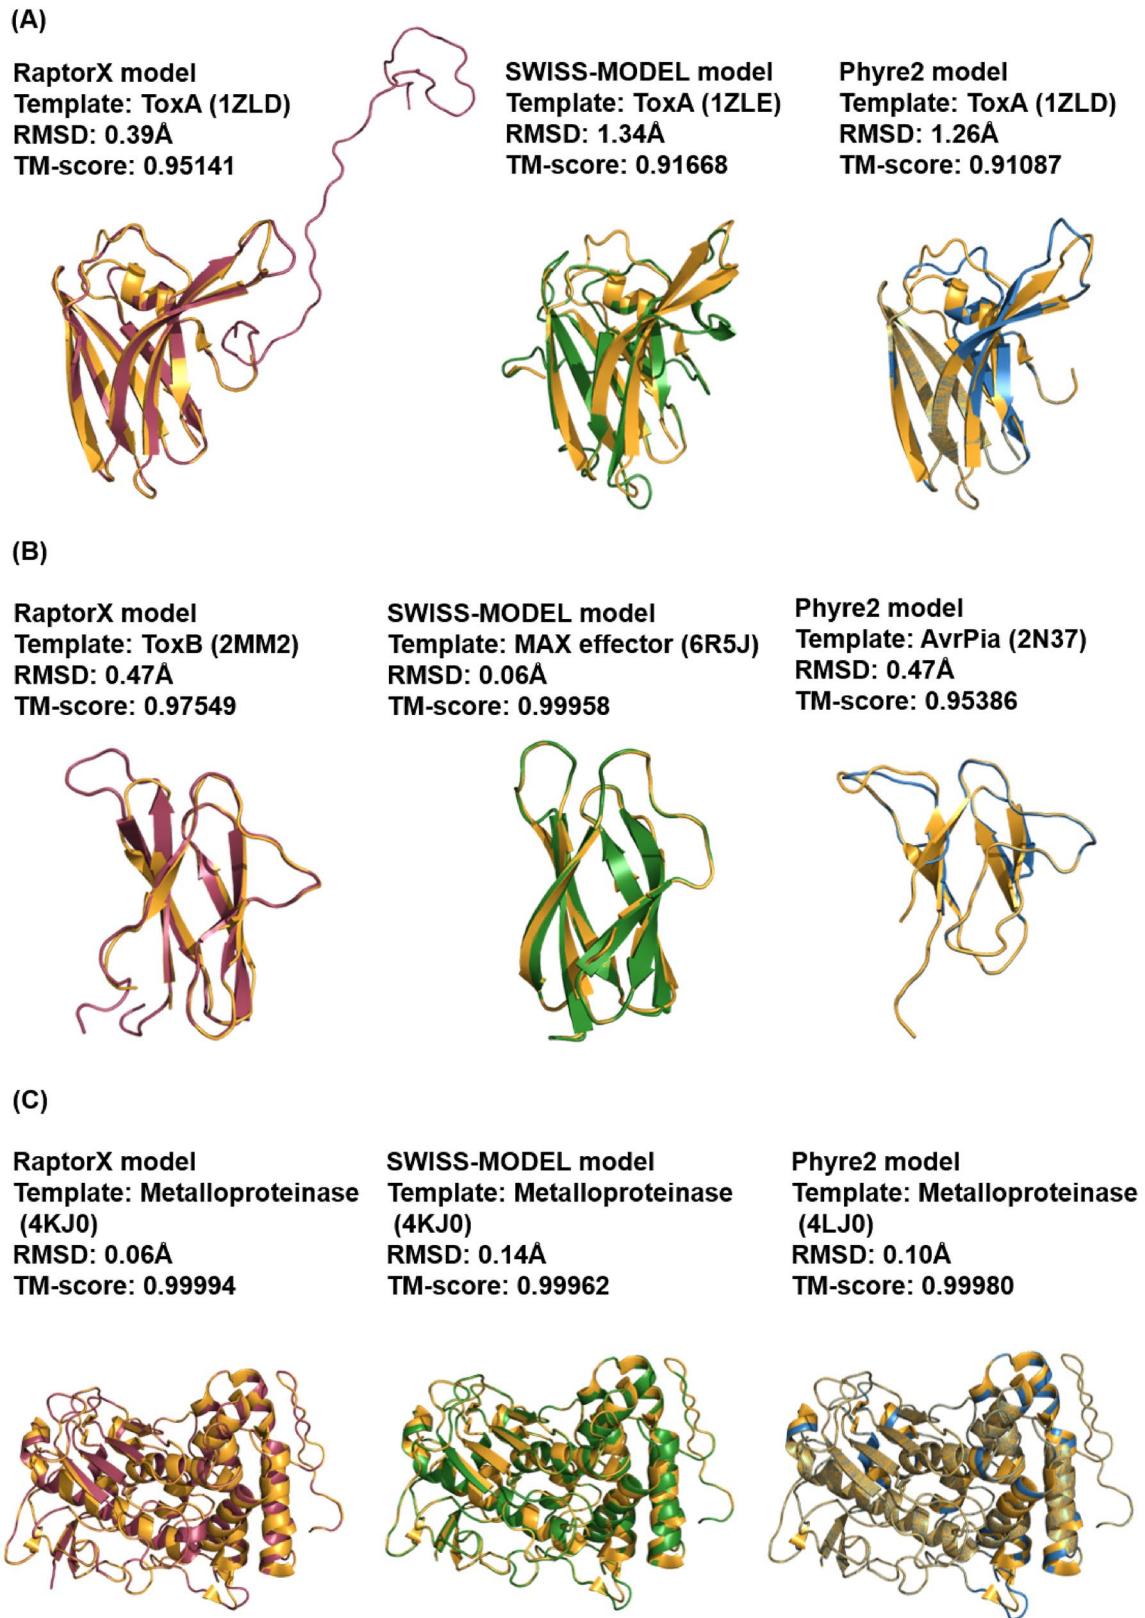 (A)
RaptorX model
Template: ToxA (1ZLD)
RMSD: 0.39Å
TM-score: 0.95141
SWISS-MODEL model
Template: ToxA (1ZLE)
RMSD: 1.34Å
TM-score: 0.91668
Phyre2 model
Template: ToxA (1ZLD)
RMSD: 1.26Å
TM-score: 0.91087
(B)
RaptorX model
Template: ToxB (2MM2)
RMSD: 0.47Å
TM-score: 0.97549
SWISS-MODEL model
Template: MAX effector (6R5J)
RMSD: 0.06Å
TM-score: 0.99958
Phyre2 model
Template: AvrPia (2N37)
RMSD: 0.47Å
TM-score: 0.95386
(C)
RaptorX model
Template: Metalloproteinase
(4KJ0)
RMSD: 0.06Å
TM-score: 0.99994
SWISS-MODEL model
Template: Metalloproteinase
(4KJ0)
RMSD: 0.14Å
TM-score: 0.99962
Phyre2 model
Template: Metalloproteinase
(4LJ0)
RMSD: 0.10Å
TM-score: 0.99980